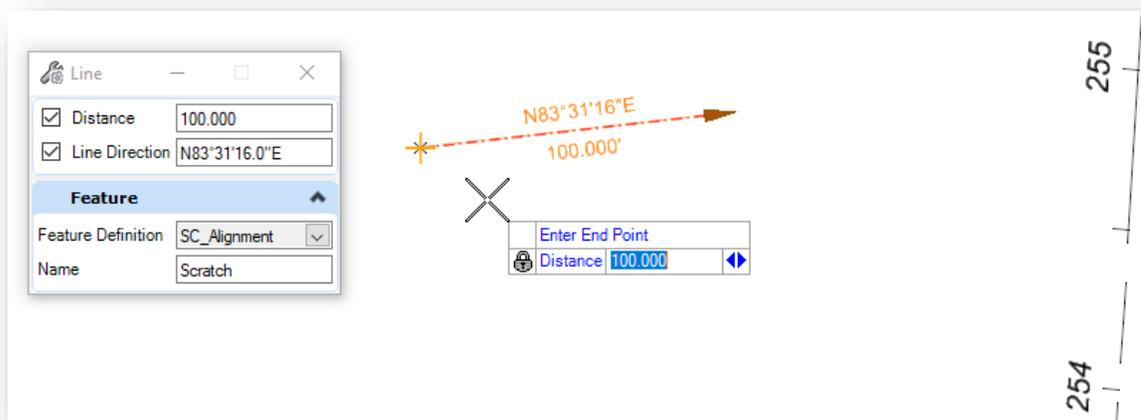 Line
Distance 100.000
Line Direction N83°31'16.0"E
Feature
Feature Definition SC_Alignment
Name Scratch
N83°31'16"E
100.000'
Enter End Point
Distance 100.000
255
254